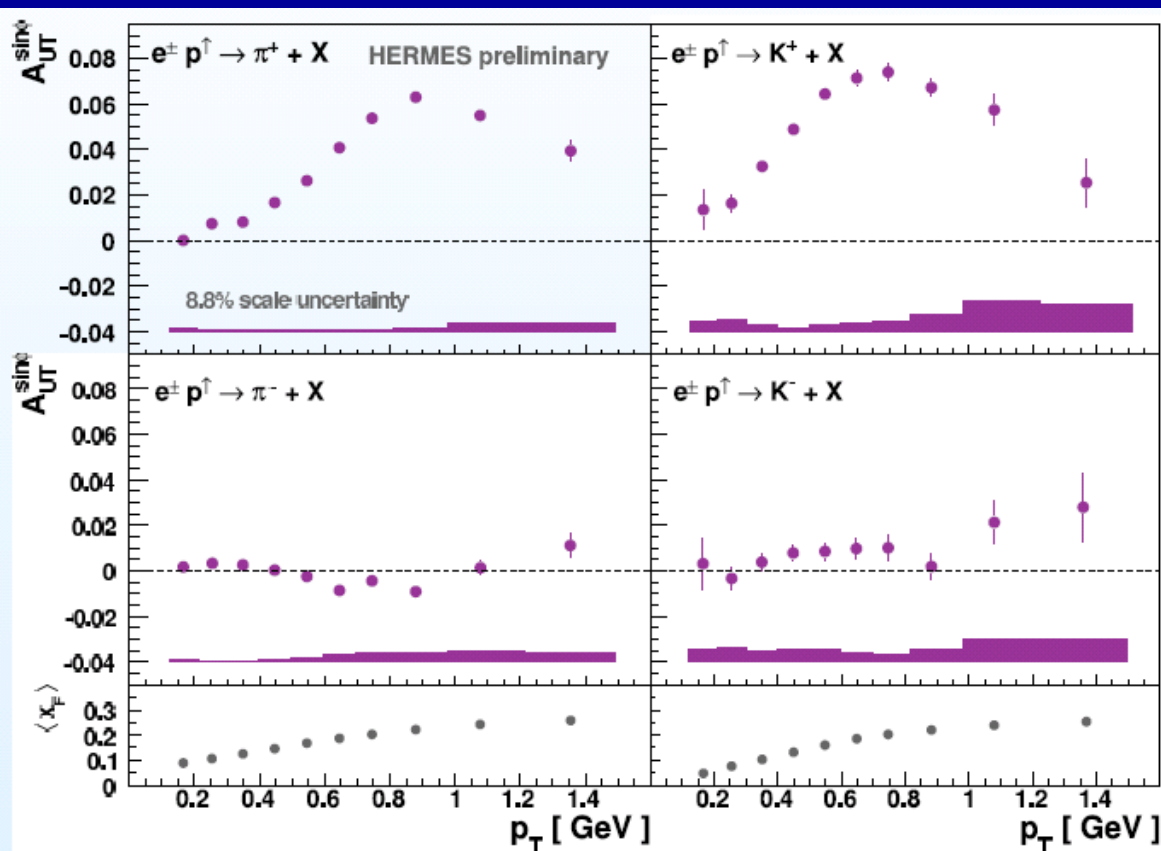 A_UT^sinϕ
e± p↑ → π⁺ + X HERMES preliminary
e± p↑ → K⁺ + X
0.08
0.06
0.04
0.02
0
-0.02
-0.04
8.8% scale uncertainty
A_UT^sinϕ
e± p↑ → π⁻ + X
e± p↑ → K⁻ + X
0.08
0.06
0.04
0.02
0
-0.02
-0.04
⟨x_F⟩
0.3
0.2
0.1
0
0.2 0.4 0.6 0.8 1 1.2 1.4
0.2 0.4 0.6 0.8 1 1.2 1.4
p_T [ GeV ]
p_T [ GeV ]